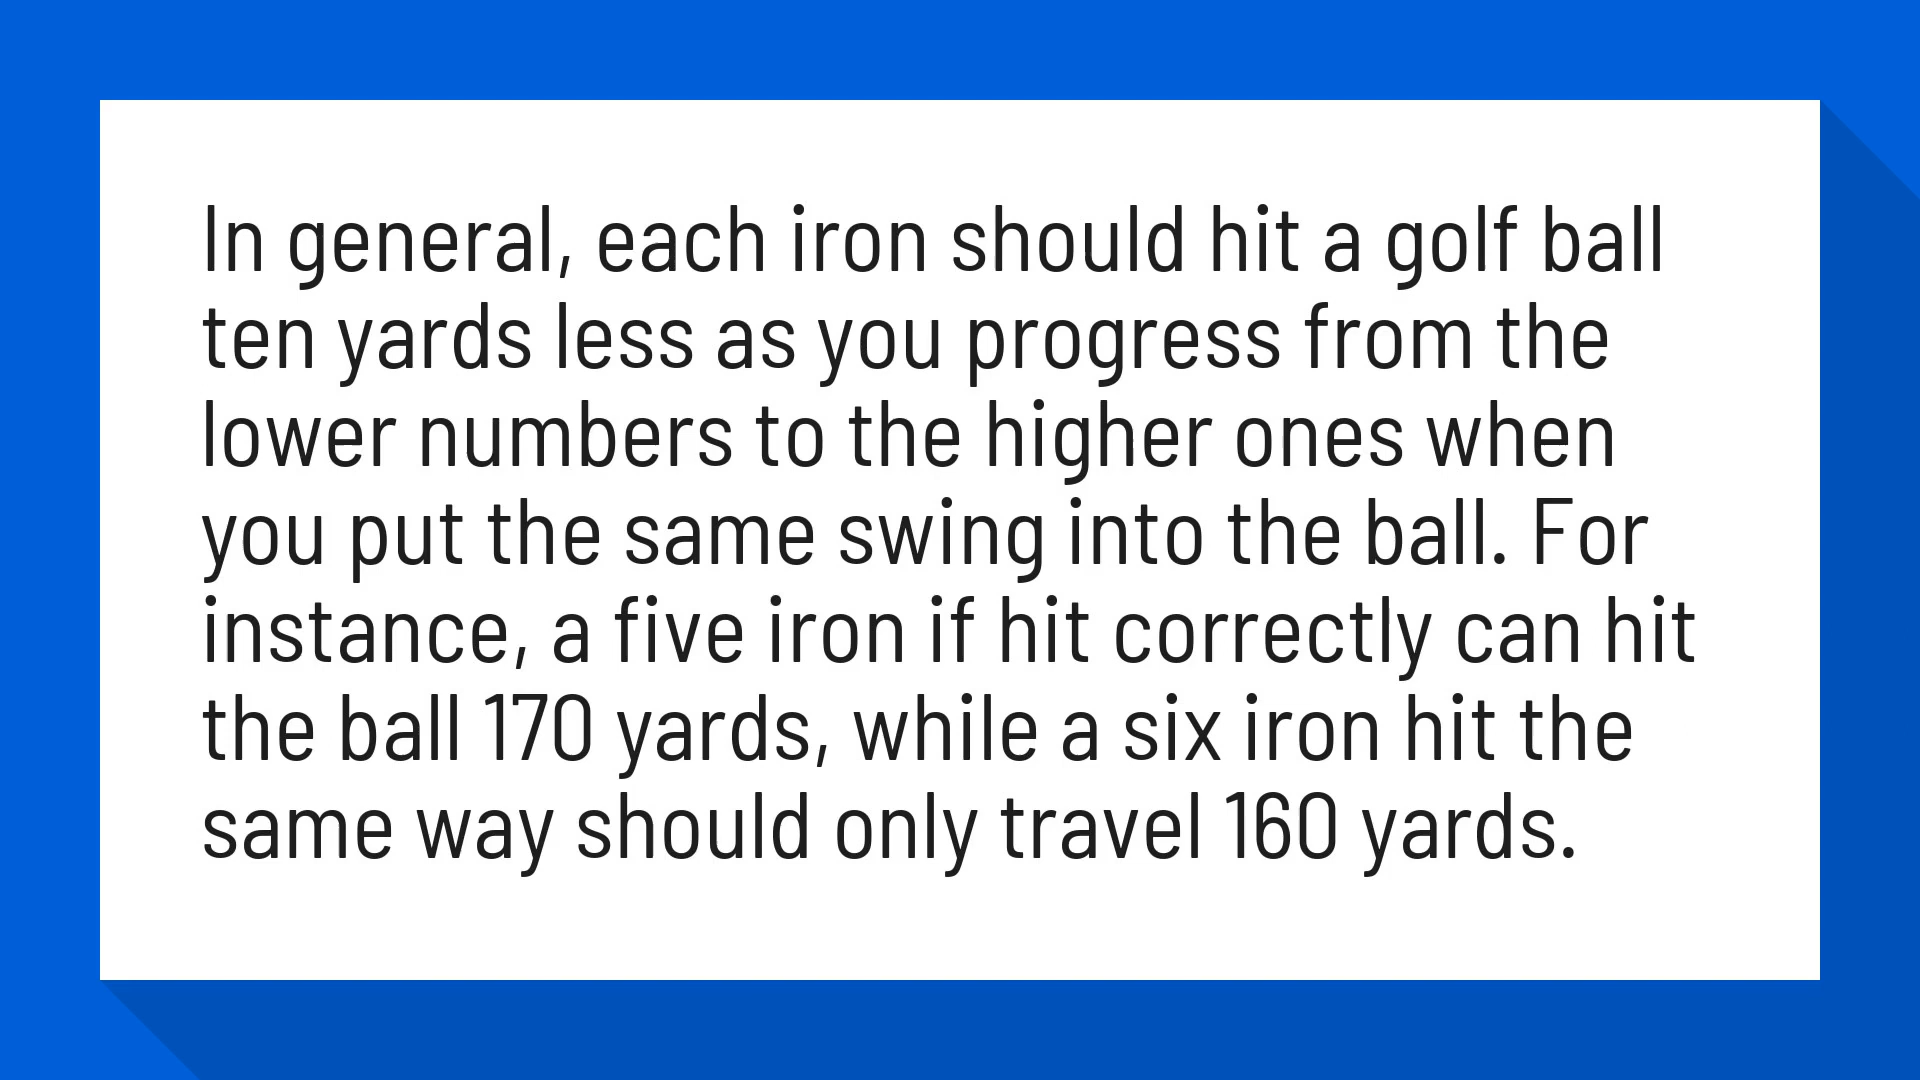 In general, each iron should hit a golf ball
ten yards less as you progress from the
lower numbers to the higher ones when
you put the same swing into the ball. For
instance, a five iron if hit correctly can hit
the ball 170 yards, while a six iron hit the
same way should only travel 160 yards.